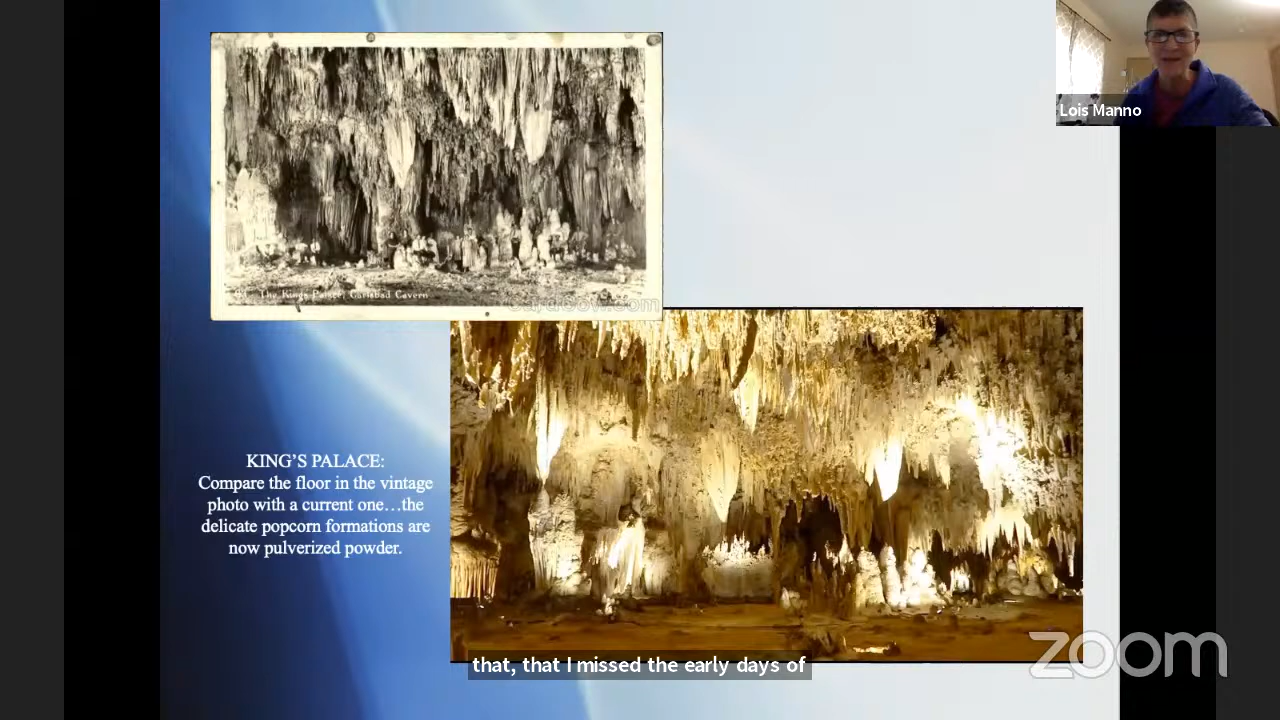 Lois Manno
The King's Palace, Carlsbad Cavern
KING'S PALACE:
Compare the floor in the vintage
photo with a current one…the
delicate popcorn formations are
now pulverized powder.
that, that I missed the early days of
zoom